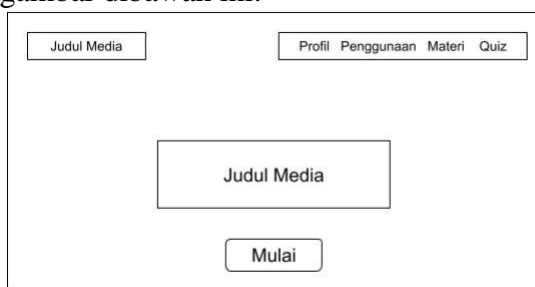 gambar dibawah ini.
Judul Media
Profil Penggunaan Materi Quiz
Judul Media
Mulai